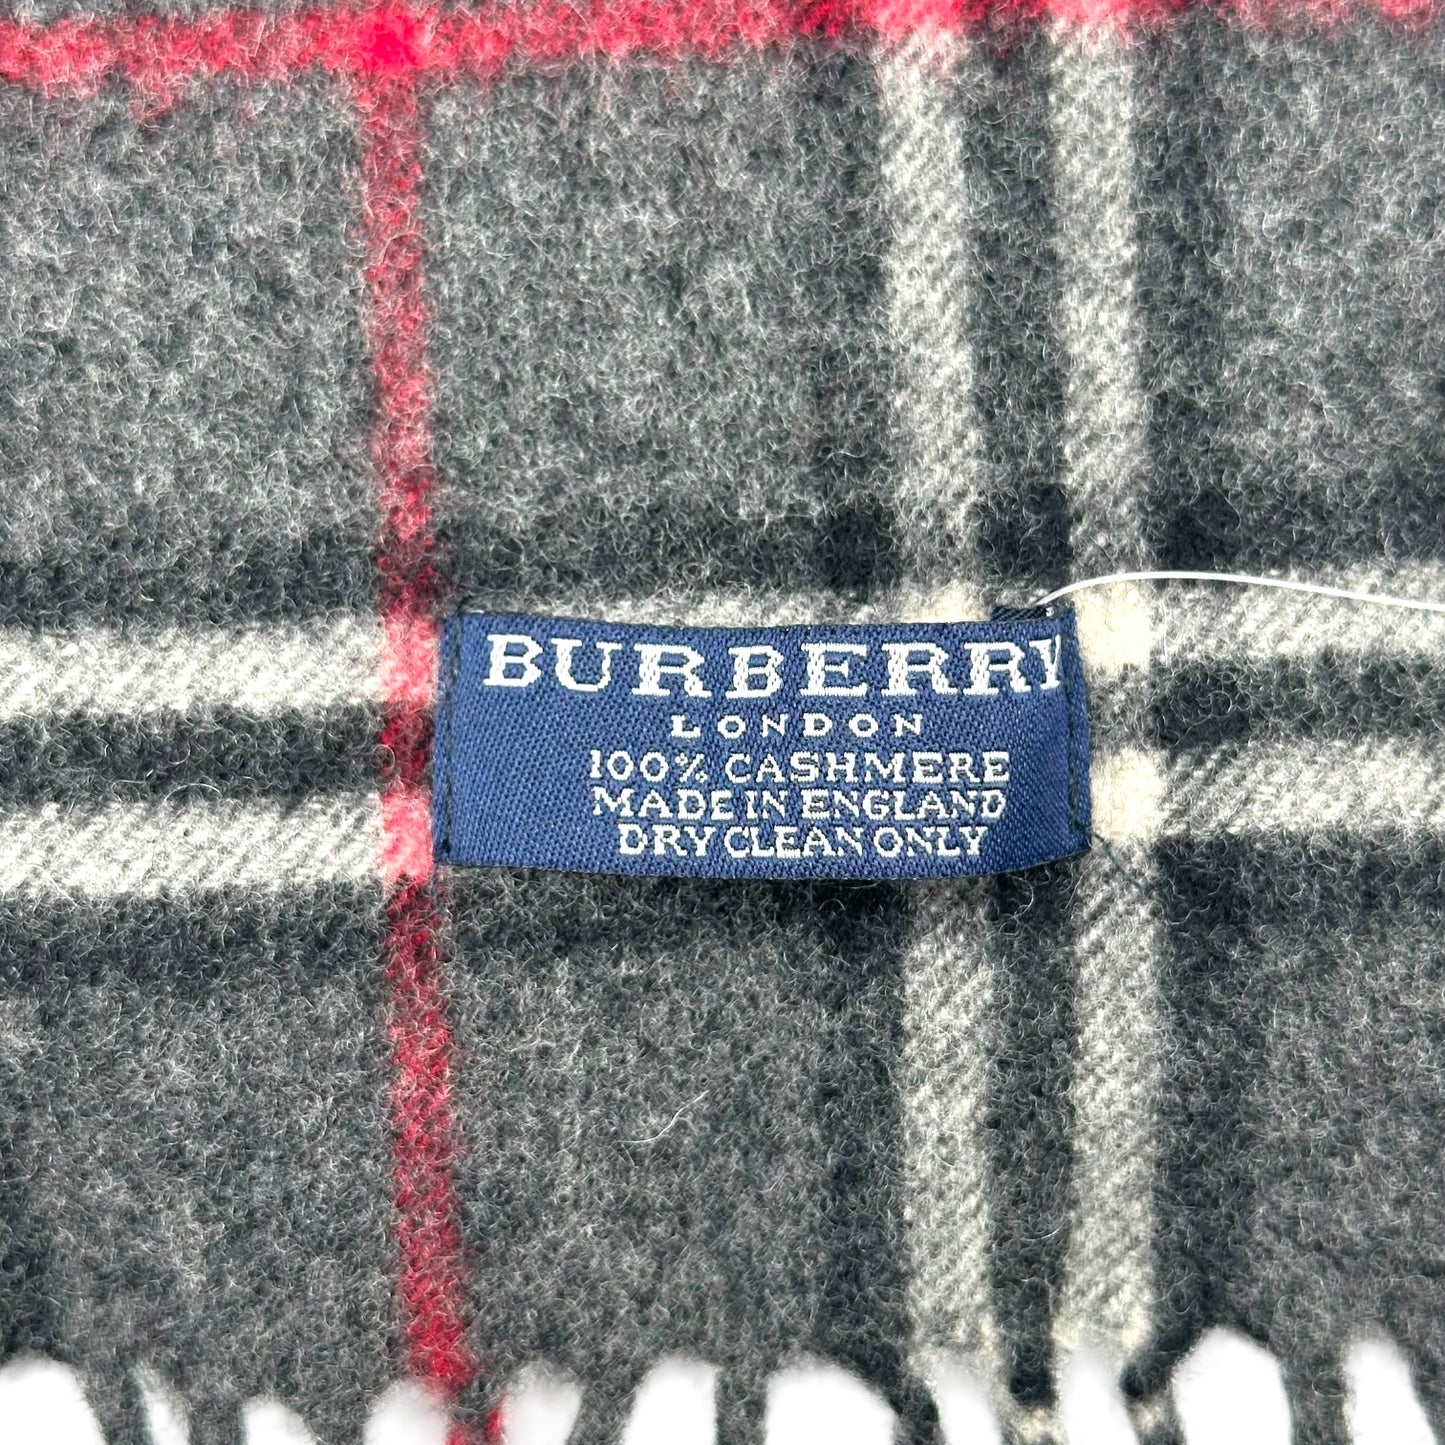 BURBERRY
LONDON
100% CASHMERE
MADE IN ENGLAND
DRY CLEAN ONLY